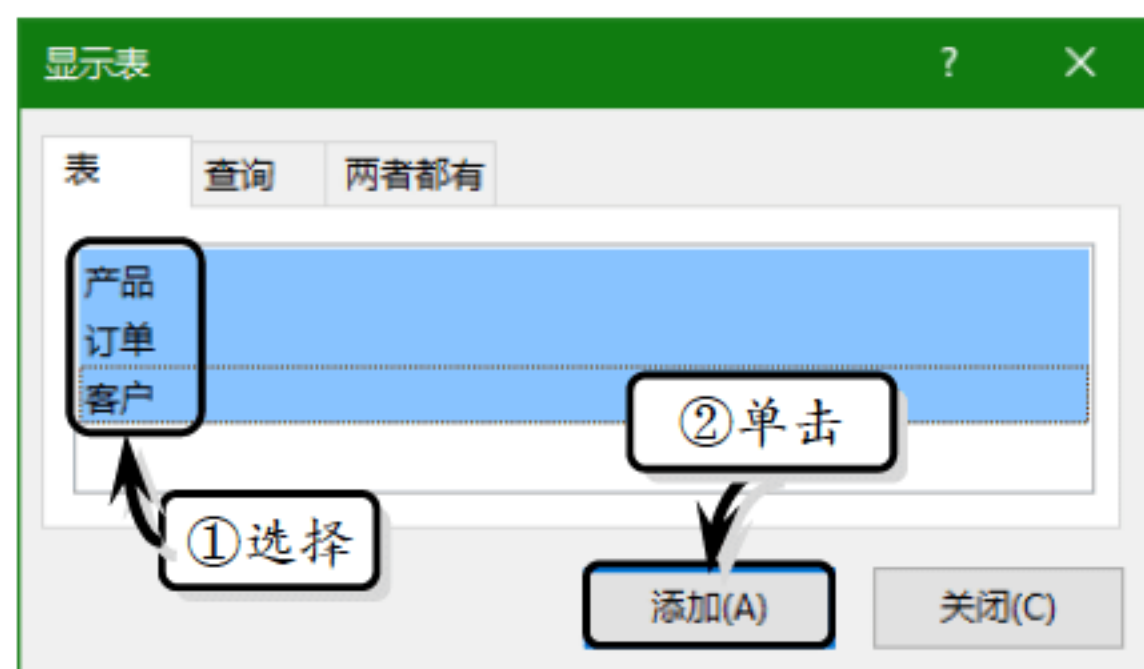 显示表 ? ×
表 查询 两者都有
产品
订单
客户
②单击
①选择
添加(A) 关闭(C)